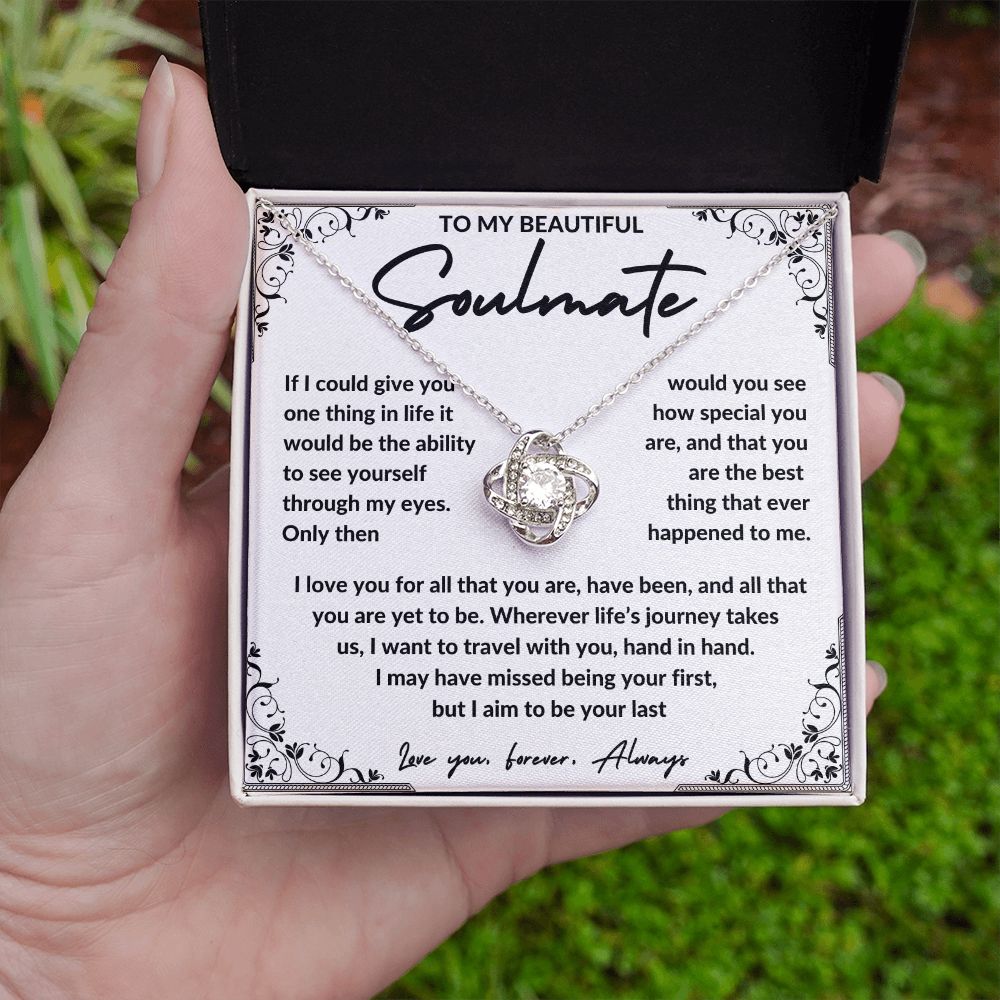 TO MY BEAUTIFUL
Soulmate
If I could give you
one thing in life it
would be the ability
to see yourself
through my eyes.
Only then
would you see
how special you
are, and that you
are the best
thing that ever
happened to me.
I love you for all that you are, have been, and all that
you are yet to be. Wherever life's journey takes
us, I want to travel with you, hand in hand.
I may have missed being your first,
but I aim to be your last
Love you, forever, Always